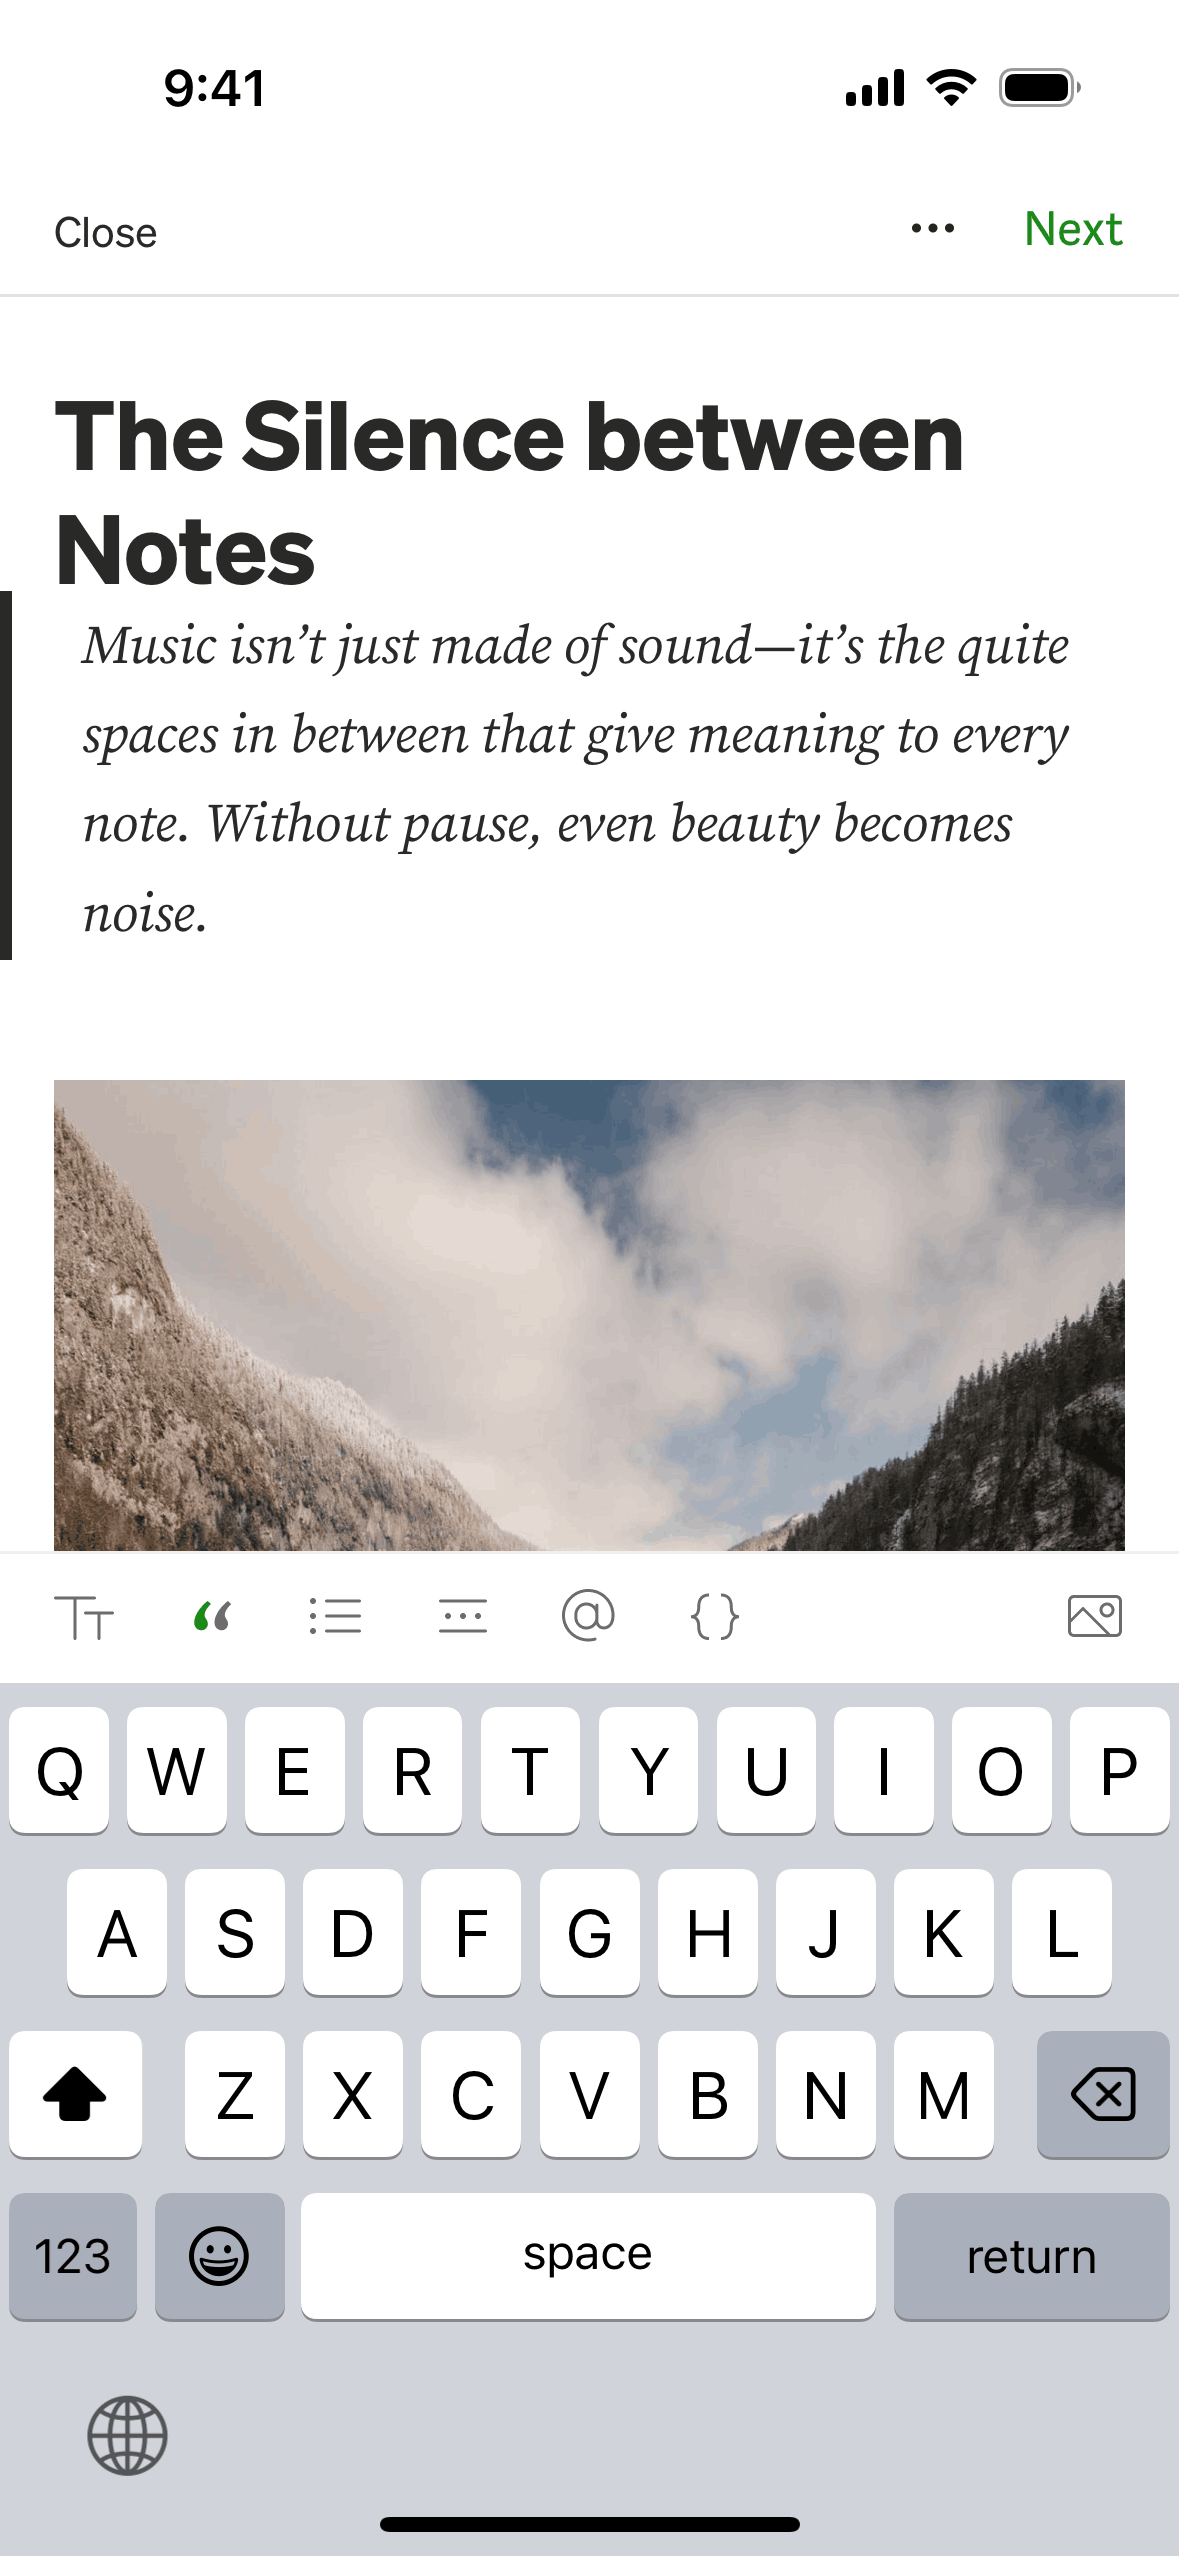 9:41
Close
Next
The Silence between
Notes
Music isn’t just made of sound—it’s the quite
spaces in between that give meaning to every
note. Without pause, even beauty becomes
noise.
Q W E R T Y U I O P
A S D F G H J K L
Z X C V B N M
123 space return